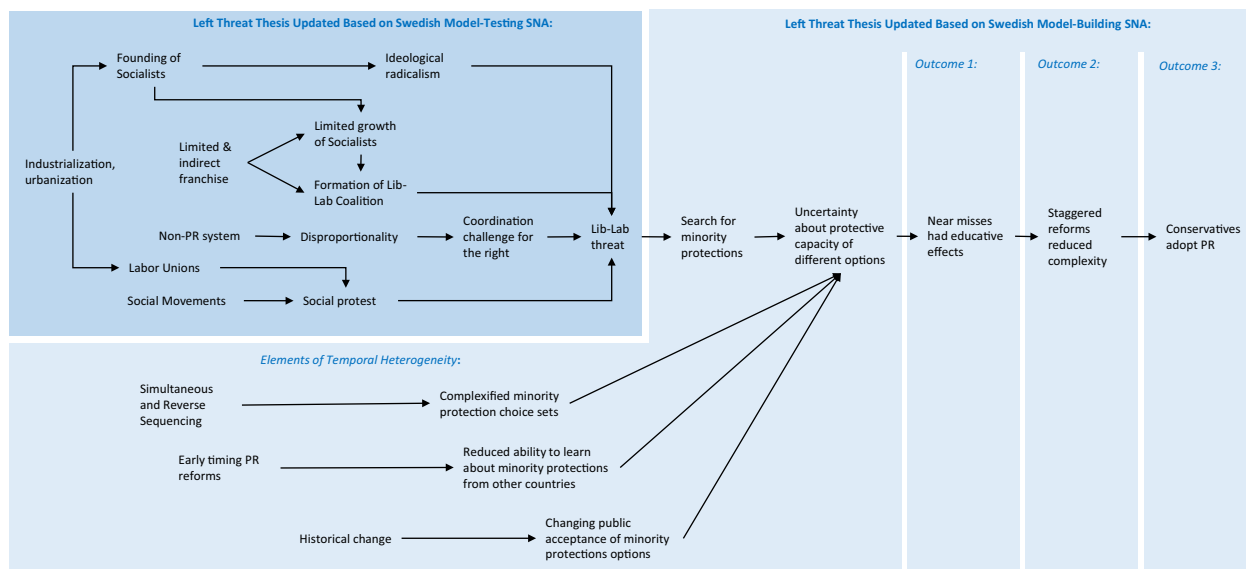 Left Threat Thesis Updated Based on Swedish Model-Testing SNA:
Founding of
Socialists
Ideological
radicalism
Limited growth
of Socialists
Limited &
indirect
franchise
Industrialization,
urbanization
Formation of Lib-
Lab Coalition
Non-PR system
Disproportionality
Coordination
challenge for
the right
Lib-Lab
threat
Labor Unions
Social Movements
Social protest
Left Threat Thesis Updated Based on Swedish Model-Building SNA:
Outcome 1:
Outcome 2:
Outcome 3:
Search for
minority
protections
Uncertainty
about protective
capacity of
different options
Near misses
had educative
effects
Staggered
reforms
reduced
complexity
Conservatives
adopt PR
Elements of Temporal Heterogeneity:
Simultaneous
and Reverse
Sequencing
Complexified minority
protection choice sets
Early timing PR
reforms
Reduced ability to learn
about minority protections
from other countries
Historical change
Changing public
acceptance of minority
protections options